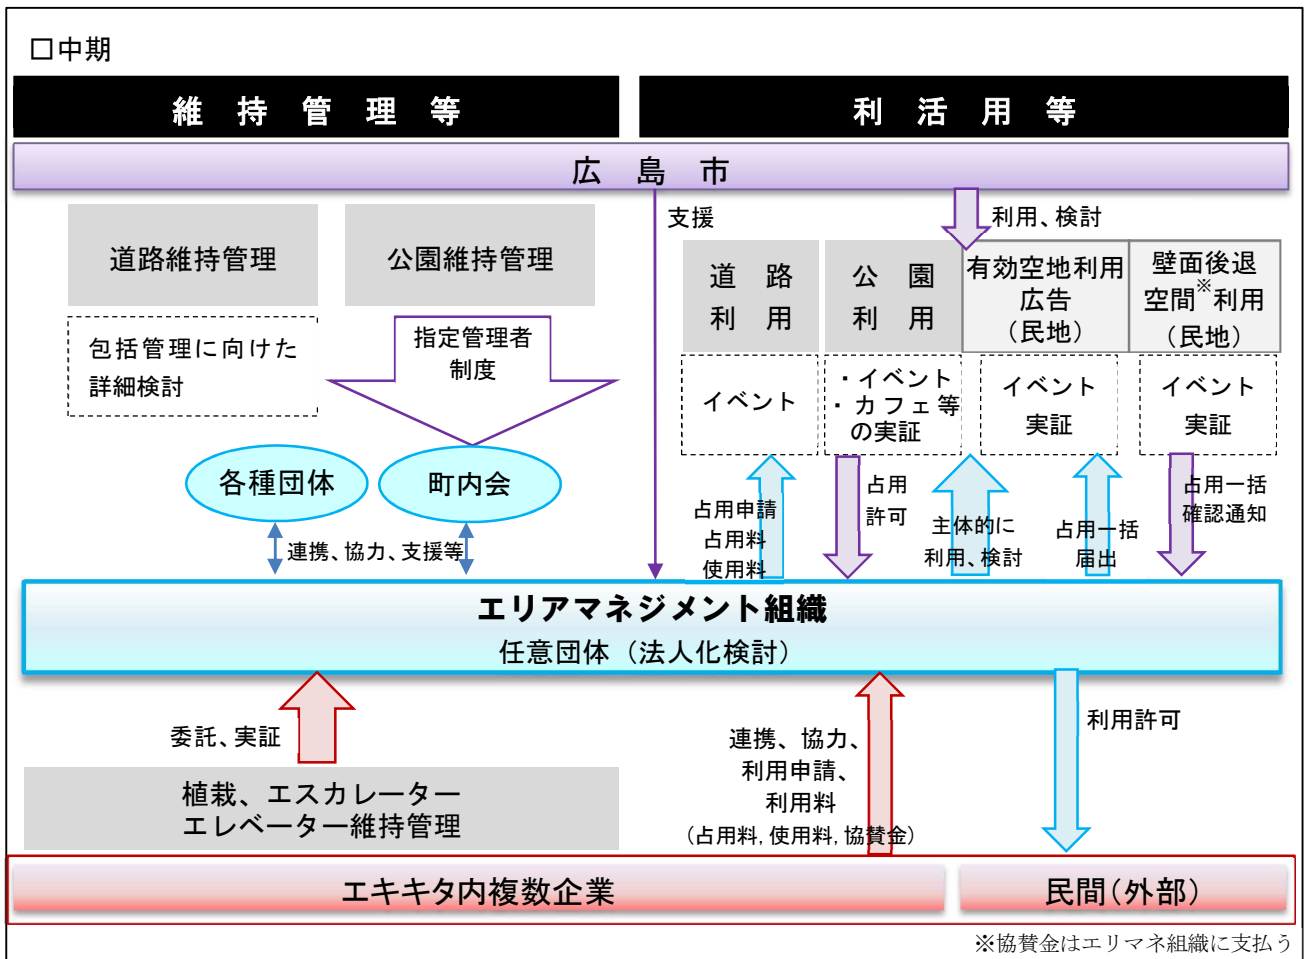 □中期
維持管理等
利活用等
広島市
道路維持管理
公園維持管理
包括管理に向けた
詳細検討
指定管理者
制度
各種団体
町内会
連携、協力、支援等
支援
利用、検討
道路
利用
公園
利用
有効空地利用
広告
（民地）
壁面後退
空間※利用
（民地）
イベント
・イベント
・カフェ等
の実証
イベント
実証
イベント
実証
占用申請
占用料
使用料
占用
許可
主体的に
利用、検討
占用一括
届出
占用一括
確認通知
エリアマネジメント組織
任意団体（法人化検討）
委託、実証
植栽、エスカレーター
エレベーター維持管理
連携、協力、
利用申請、
利用料
（占用料,使用料,協賛金）
利用許可
エキキタ内複数企業
民間（外部）
※協賛金はエリマネ組織に支払う